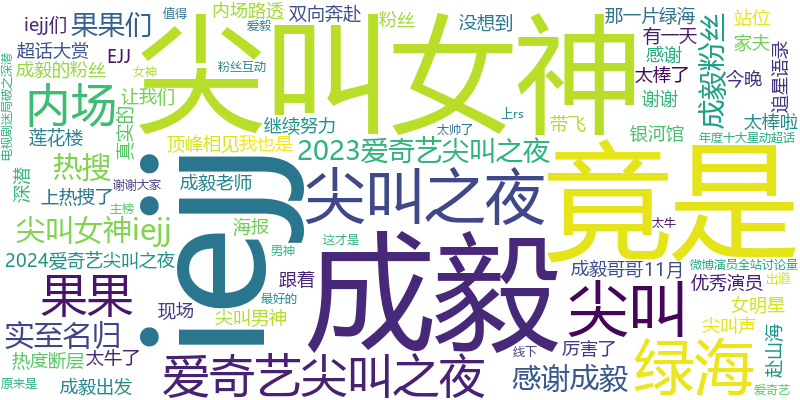 iejj们
果果们
值得
内场路透
爱毅
双向奔赴
粉丝
没想到
那一片绿海
站位
有一天
家夫
超话大赏
EJJ
尖叫女神
成毅的粉丝
女神
粉丝互动
感谢
太棒了
今晚
成毅粉丝
追星语录
电视剧迷局破之深潜
内场
让我们
真实的
谢谢
上rs
带飞
太棒啦
莲花楼
继续努力
太帅了
银河馆
年度十大星动超话
顶峰相见我也是
2023爱奇艺尖叫之夜
竟是
热搜
深潜
谢谢大家
成毅老师
iejj
尖叫之夜
上热搜了
主榜
尖叫女神iejj
海报
男神
这才是
成毅
太牛
2024爱奇艺尖叫之夜
跟着
成毅哥哥11月
微博演员全站讨论量
出道
优秀演员
果果
现场
最好的
尖叫
女明星
尖叫男神
尖叫声
实至名归
赴山海
热度断层
太牛了
线下
厉害了
绿海
原来是
成毅出发
爱奇艺尖叫之夜
感谢成毅
爱奇艺